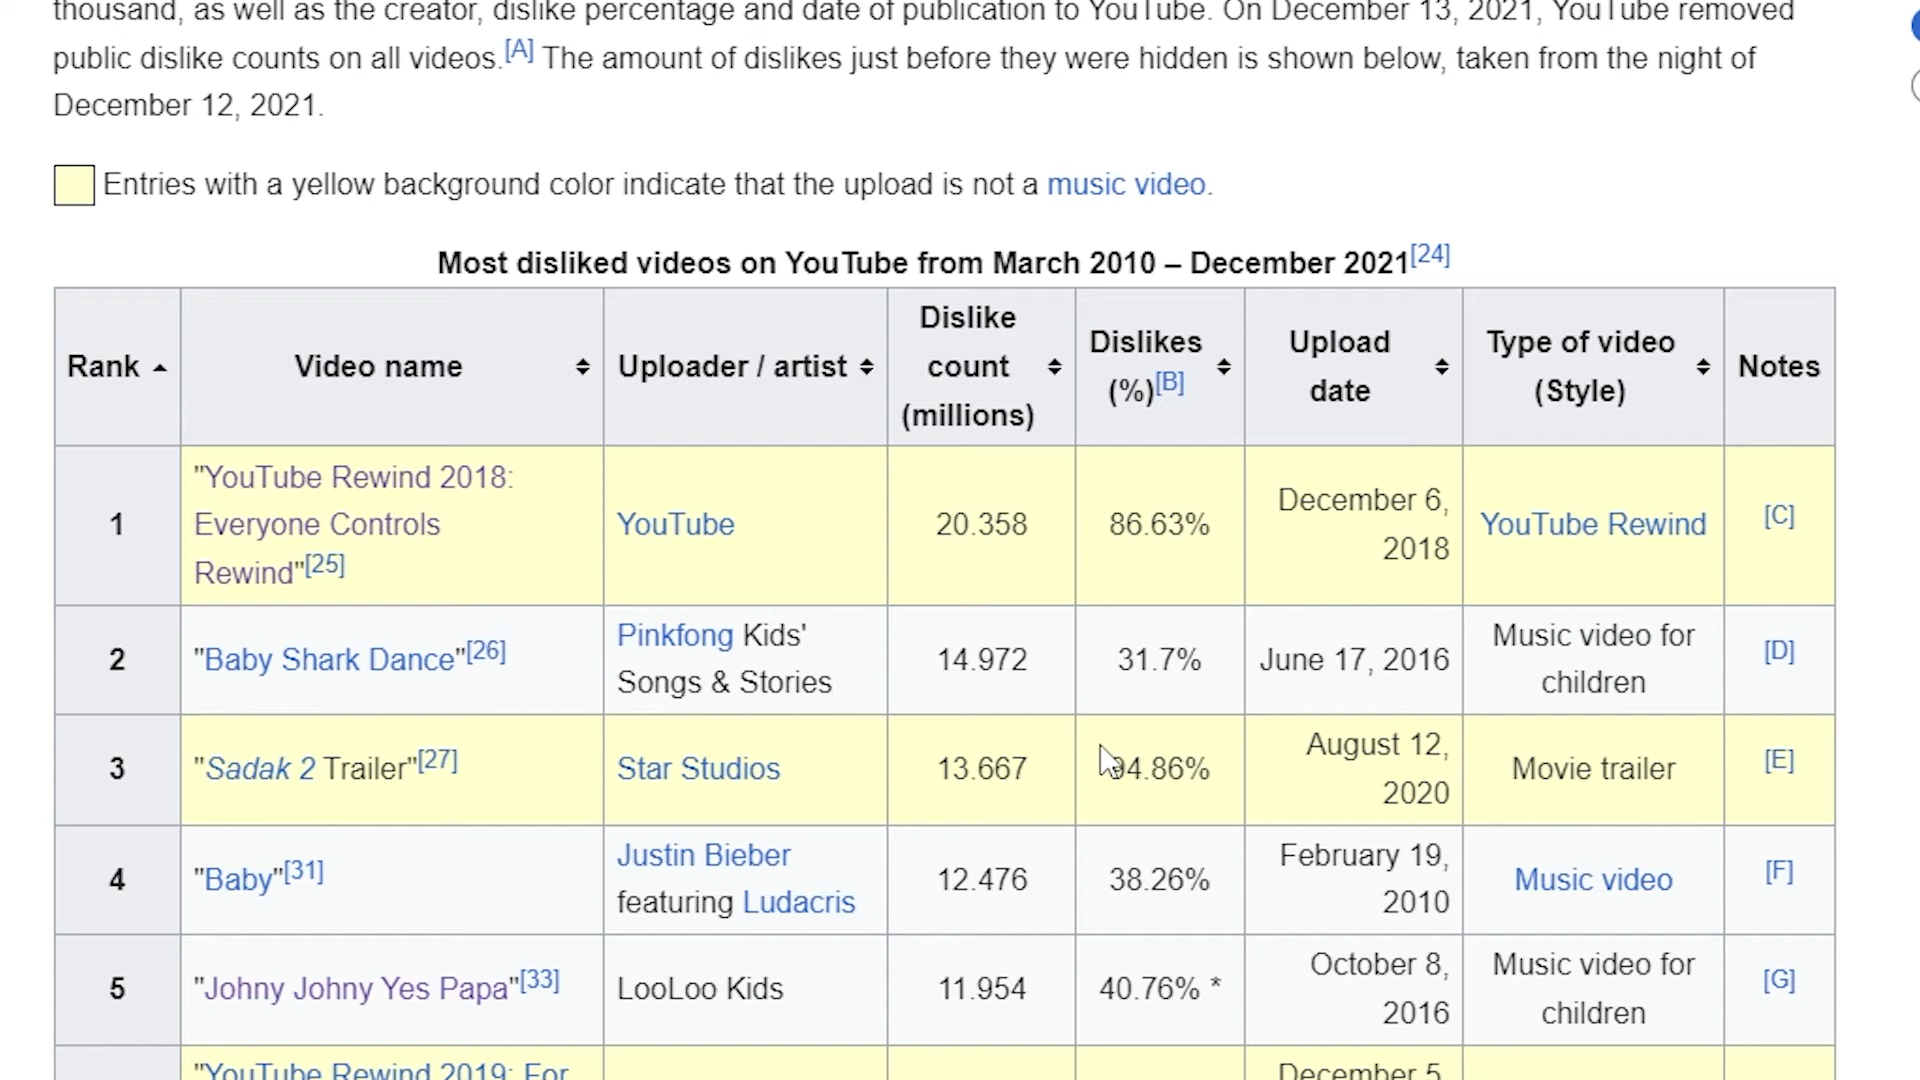 thousand, as well as the creator, dislike percentage and date of publication to YouTube. On December 13, 2021, YouTube removed
public dislike counts on all videos.[A] The amount of dislikes just before they were hidden is shown below, taken from the night of
December 12, 2021.
Entries with a yellow background color indicate that the upload is not a music video.
Most disliked videos on YouTube from March 2010 – December 2021[24]
Rank
Video name
Uploader / artist
Dislike
count
(millions)
Dislikes
(%)[B]
Upload
date
Type of video
(Style)
Notes
1
"YouTube Rewind 2018:
Everyone Controls
Rewind"[25]
YouTube
20.358
86.63%
December 6,
2018
YouTube Rewind
[C]
2
"Baby Shark Dance"[26]
Pinkfong Kids'
Songs & Stories
14.972
31.7%
June 17, 2016
Music video for
children
[D]
3
"Sadak 2 Trailer"[27]
Star Studios
13.667
94.86%
August 12,
2020
Movie trailer
[E]
4
"Baby"[31]
Justin Bieber
featuring Ludacris
12.476
38.26%
February 19,
2010
Music video
[F]
5
"Johny Johny Yes Papa"[33]
LooLoo Kids
11.954
40.76% *
October 8,
2016
Music video for
children
[G]
"YouTube Rewind 2019: For
December 5,